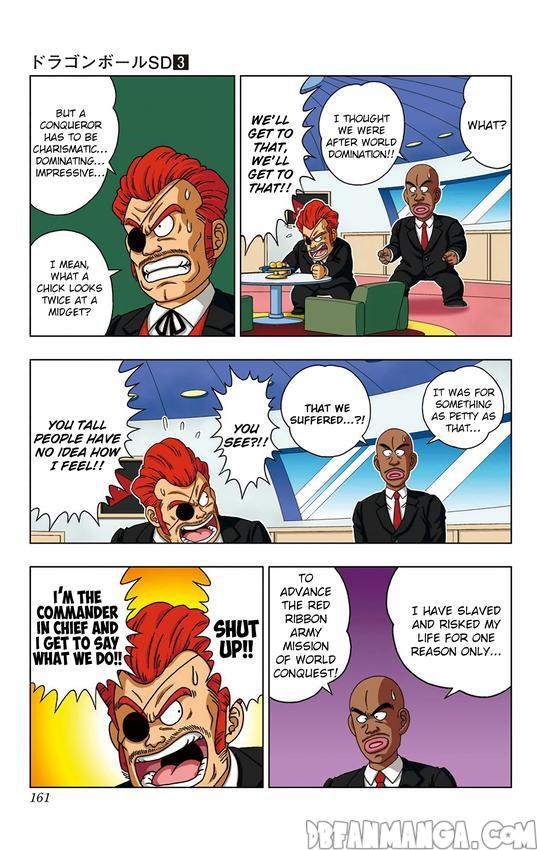 ドラゴンボールSD3
WHAT?
I THOUGHT
WE WERE
AFTER WORLD
DOMINATION!!
WE'LL
GET TO
THAT,
WE'LL
GET TO
THAT!!
BUT A
CONQUEROR
HAS TO BE
CHARISMATIC...
DOMINATING...
IMPRESSIVE...
I MEAN,
WHAT A
CHICK LOOKS
TWICE AT A
MIDGET?
IT WAS FOR
SOMETHING
AS PETTY AS
THAT...
THAT WE
SUFFERED...?!
YOU
SEE?!!
YOU TALL
PEOPLE HAVE
NO IDEA HOW
I FEEL!!
I HAVE SLAVED
AND RISKED MY
LIFE FOR ONE
REASON ONLY...
TO
ADVANCE
THE RED
RIBBON
ARMY
MISSION
OF WORLD
CONQUEST!
SHUT
UP!!
I'M THE
COMMANDER
IN CHIEF AND
I GET TO SAY
WHAT WE DO!!
161
DBFANMANGA.COM